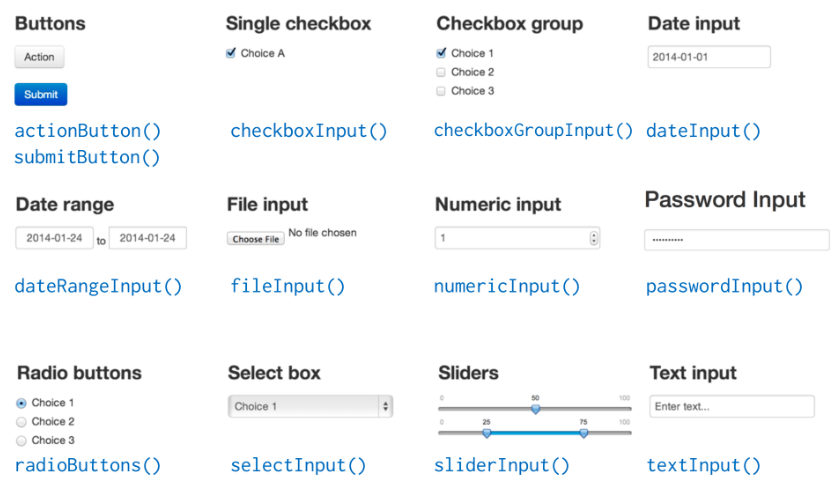 Buttons
Single checkbox
Checkbox group
Date input
Action
Choice A
Choice 1
2014-01-01
Choice 2
Submit
Choice 3
actionButton()
checkboxInput()
checkboxGroupInput()
dateInput()
submitButton()
Date range
File input
Numeric input
Password Input
2014-01-24 to 2014-01-24
Choose File No file chosen
1
••••••••••
dateRangeInput()
fileInput()
numericInput()
passwordInput()
Radio buttons
Select box
Sliders
Text input
Choice 1
Choice 1
0 50 100
Enter text...
Choice 2
0 25 75 100
Choice 3
radioButtons()
selectInput()
sliderInput()
textInput()